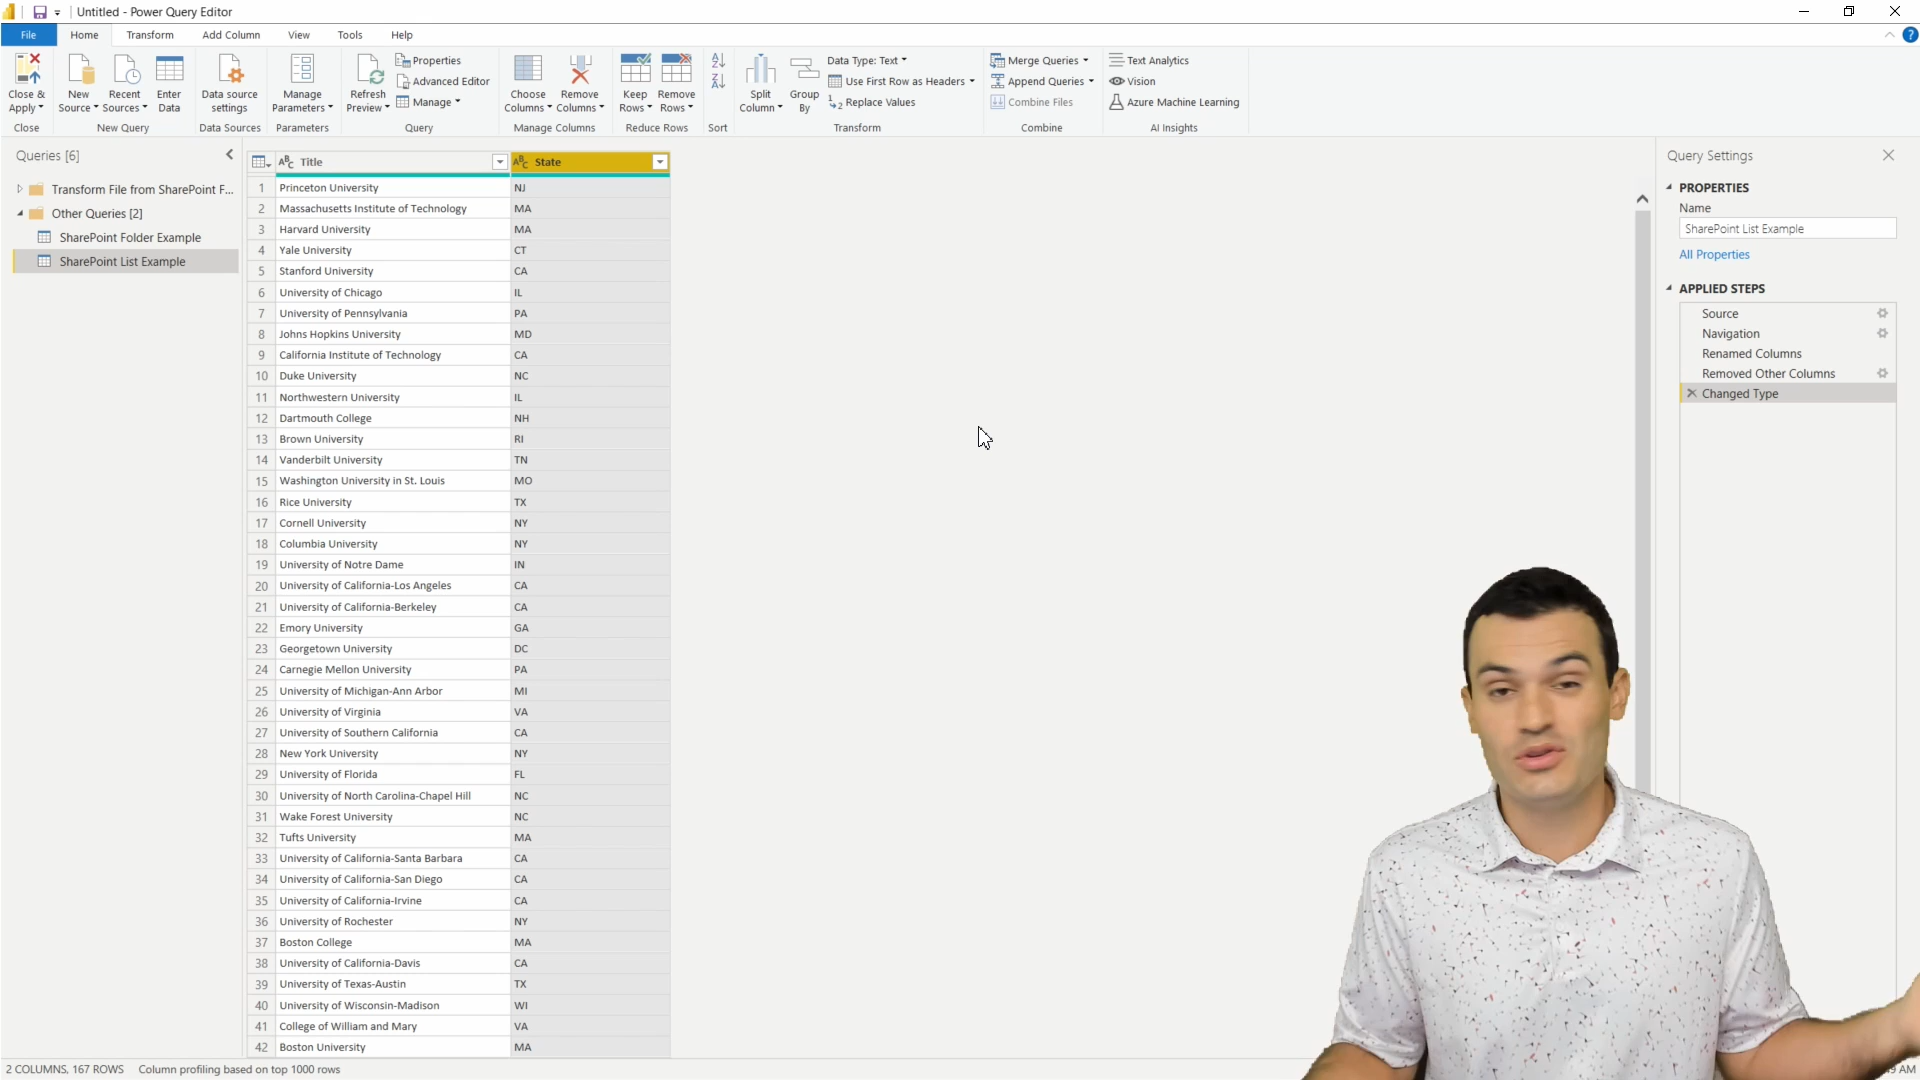 Untitled - Power Query Editor
File Home Transform Add Column View Tools Help
Close & Apply
New Source
Recent Sources
Enter Data
Data source settings
Manage Parameters
Refresh Preview
Properties
Advanced Editor
Manage
Choose Columns
Remove Columns
Keep Rows
Remove Rows
Split Column
Group By
Data Type: Text
Use First Row as Headers
Replace Values
Merge Queries
Append Queries
Combine Files
Text Analytics
Vision
Azure Machine Learning
Close New Query Data Sources Parameters Query Manage Columns Reduce Rows Sort Transform Combine AI Insights
Queries [6]
Transform File from SharePoint F...
Other Queries [2]
SharePoint Folder Example
SharePoint List Example
Title State
1 Princeton University NJ
2 Massachusetts Institute of Technology MA
3 Harvard University MA
4 Yale University CT
5 Stanford University CA
6 University of Chicago IL
7 University of Pennsylvania PA
8 Johns Hopkins University MD
9 California Institute of Technology CA
10 Duke University NC
11 Northwestern University IL
12 Dartmouth College NH
13 Brown University RI
14 Vanderbilt University TN
15 Washington University in St. Louis MO
16 Rice University TX
17 Cornell University NY
18 Columbia University NY
19 University of Notre Dame IN
20 University of California-Los Angeles CA
21 University of California-Berkeley CA
22 Emory University GA
23 Georgetown University DC
24 Carnegie Mellon University PA
25 University of Michigan-Ann Arbor MI
26 University of Virginia VA
27 University of Southern California CA
28 New York University NY
29 University of Florida FL
30 University of North Carolina-Chapel Hill NC
31 Wake Forest University NC
32 Tufts University MA
33 University of California-Santa Barbara CA
34 University of California-San Diego CA
35 University of California-Irvine CA
36 University of Rochester NY
37 Boston College MA
38 University of California-Davis CA
39 University of Texas-Austin TX
40 University of Wisconsin-Madison WI
41 College of William and Mary VA
42 Boston University MA
Query Settings
PROPERTIES
Name
SharePoint List Example
All Properties
APPLIED STEPS
Source
Navigation
Renamed Columns
Removed Other Columns
Changed Type
2 COLUMNS, 167 ROWS Column profiling based on top 1000 rows
AM